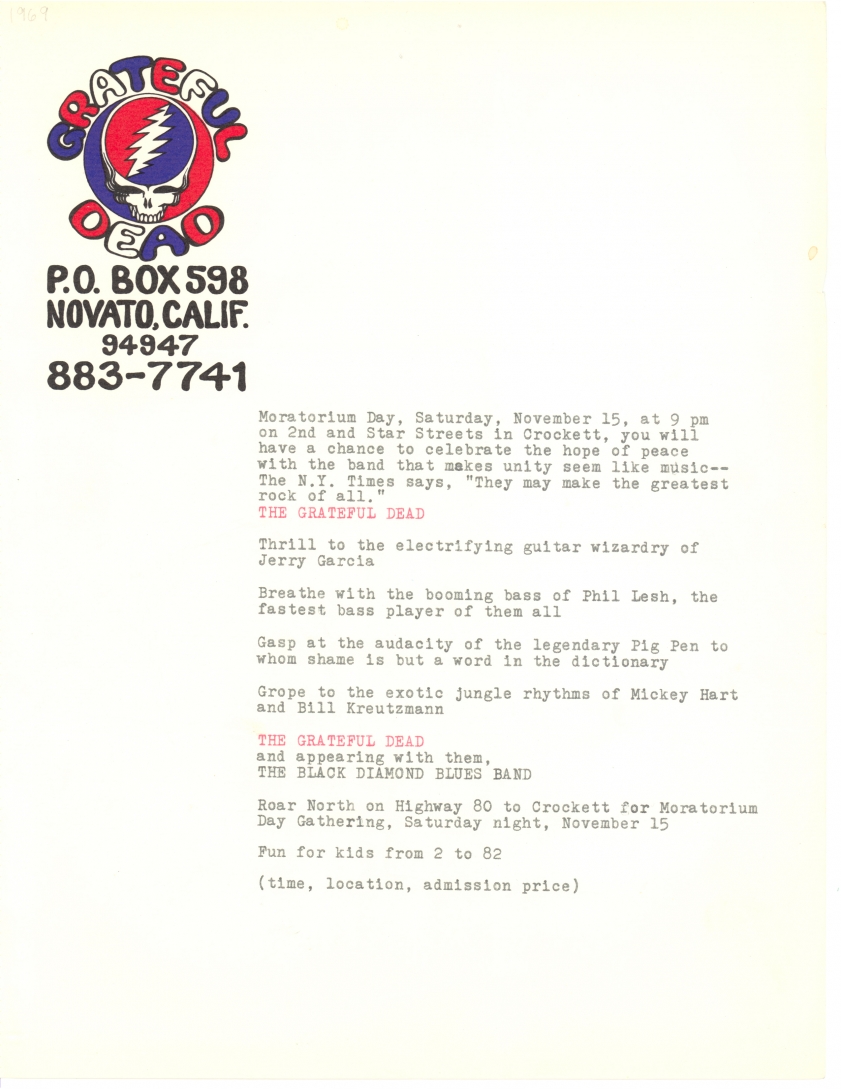 1969
GRATEFUL
DEAD
P.O. BOX 598
NOVATO, CALIF.
94947
883-7741
Moratorium Day, Saturday, November 15, at 9 pm
on 2nd and Star Streets in Crockett, you will
have a chance to celebrate the hope of peace
with the band that makes unity seem like music--
The N.Y. Times says, "They may make the greatest
rock of all."
THE GRATEFUL DEAD
Thrill to the electrifying guitar wizardry of
Jerry Garcia
Breathe with the booming bass of Phil Lesh, the
fastest bass player of them all
Gasp at the audacity of the legendary Pig Pen to
whom shame is but a word in the dictionary
Grope to the exotic jungle rhythms of Mickey Hart
and Bill Kreutzmann
THE GRATEFUL DEAD
and appearing with them,
THE BLACK DIAMOND BLUES BAND
Roar North on Highway 80 to Crockett for Moratorium
Day Gathering, Saturday night, November 15
Fun for kids from 2 to 82
(time, location, admission price)